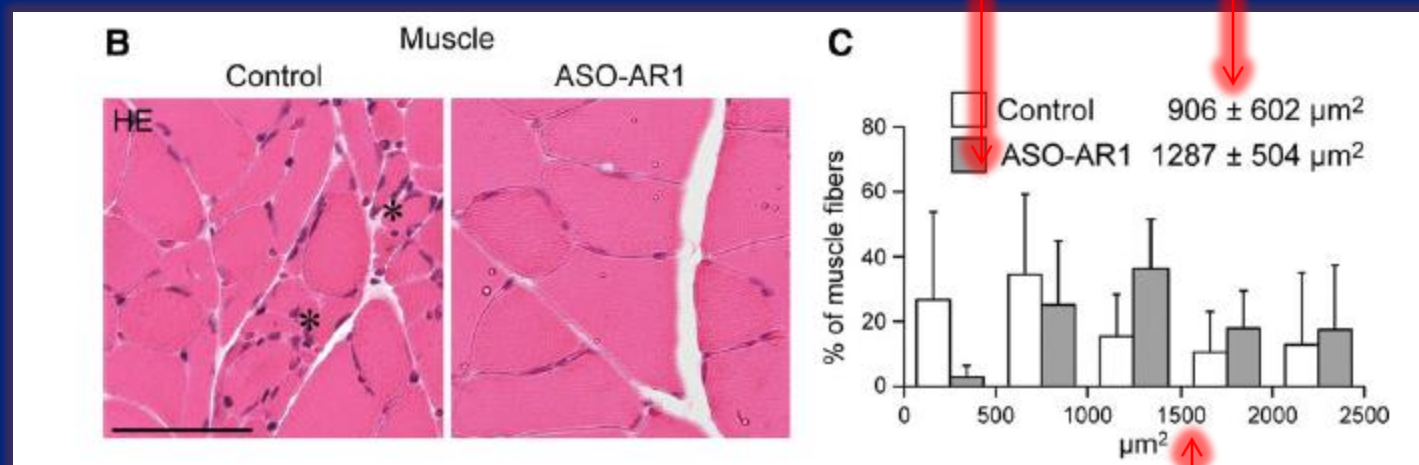 B
Muscle
Control
ASO-AR1
HE
*
*
C
Control 906 ± 602 µm²
ASO-AR1 1287 ± 504 µm²
% of muscle fibers
80
60
40
20
0
0 500 1000 1500 2000 2500
µm²